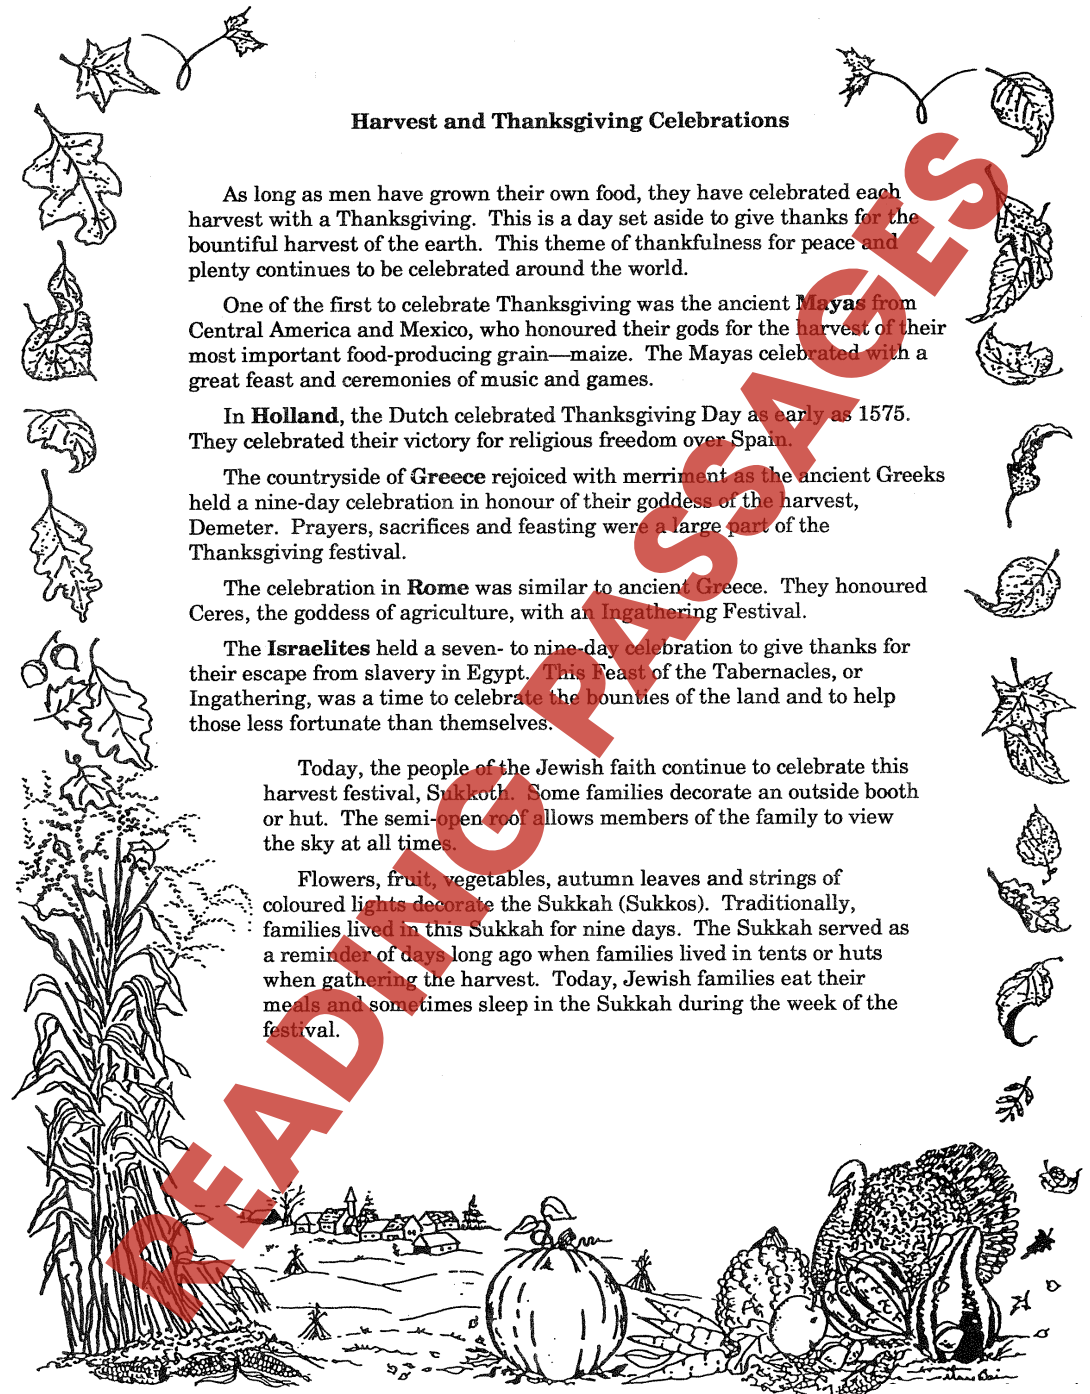 Harvest and Thanksgiving Celebrations
As long as men have grown their own food, they have celebrated each
harvest with a Thanksgiving. This is a day set aside to give thanks for the
bountiful harvest of the earth. This theme of thankfulness for peace and
plenty continues to be celebrated around the world.
One of the first to celebrate Thanksgiving was the ancient Mayas from
Central America and Mexico, who honoured their gods for the harvest of their
most important food-producing grain—maize. The Mayas celebrated with a
great feast and ceremonies of music and games.
In Holland, the Dutch celebrated Thanksgiving Day as early as 1575.
They celebrated their victory for religious freedom over Spain.
The countryside of Greece rejoiced with merriment as the ancient Greeks
held a nine-day celebration in honour of their goddess of the harvest,
Demeter. Prayers, sacrifices and feasting were a large part of the
Thanksgiving festival.
The celebration in Rome was similar to ancient Greece. They honoured
Ceres, the goddess of agriculture, with an Ingathering Festival.
The Israelites held a seven- to nine-day celebration to give thanks for
their escape from slavery in Egypt. This Feast of the Tabernacles, or
Ingathering, was a time to celebrate the bounties of the land and to help
those less fortunate than themselves.
Today, the people of the Jewish faith continue to celebrate this
harvest festival, Sukkoth. Some families decorate an outside booth
or hut. The semi-open roof allows members of the family to view
the sky at all times.
Flowers, fruit, vegetables, autumn leaves and strings of
coloured lights decorate the Sukkah (Sukkos). Traditionally,
families lived in this Sukkah for nine days. The Sukkah served as
a reminder of days long ago when families lived in tents or huts
when gathering the harvest. Today, Jewish families eat their
meals and sometimes sleep in the Sukkah during the week of the
festival.
READING PASSAGES